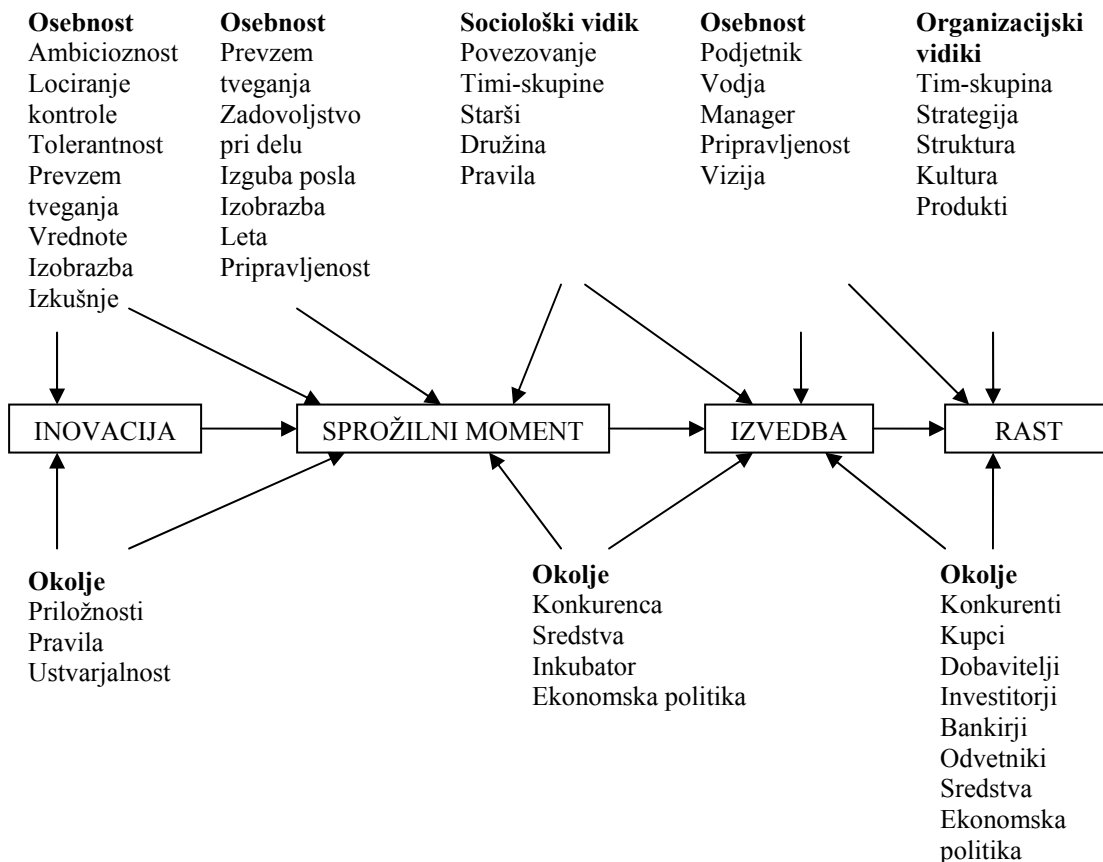 Osebnost
Ambicioznost
Lociranje
kontrole
Tolerantnost
Prevzem
tveganja
Vrednote
Izobrazba
Izkušnje
Osebnost
Prevzem
tveganja
Zadovoljstvo
pri delu
Izguba posla
Izobrazba
Leta
Pripravljenost
Sociološki vidik
Povezovanje
Timi-skupine
Starši
Družina
Pravila
Osebnost
Podjetnik
Vodja
Manager
Pripravljenost
Vizija
Organizacijski
vidiki
Tim-skupina
Strategija
Struktura
Kultura
Produkti
INOVACIJA
SPROŽILNI MOMENT
IZVEDBA
RAST
Okolje
Priložnosti
Pravila
Ustvarjalnost
Okolje
Konkurenca
Sredstva
Inkubator
Ekonomska politika
Okolje
Konkurenti
Kupci
Dobavitelji
Investitorji
Bankirji
Odvetniki
Sredstva
Ekonomska
politika